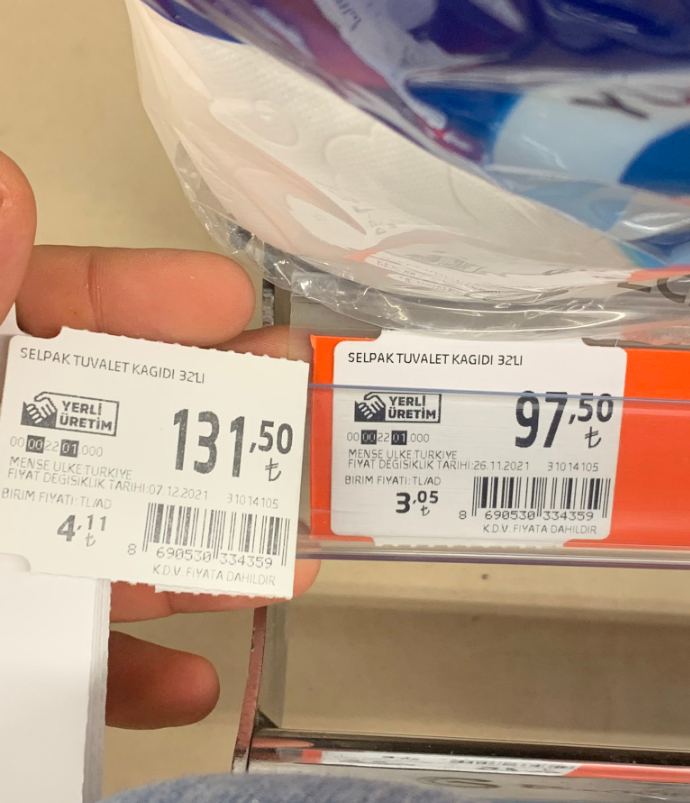 SELPAK TUVALET KAGIDI 32'LI
YERLİ
ÜRETİM
131,50
₺
00 00 22 01 .000
MENSE ULKE:TURKIYE
FIYAT DEGISIKLIK TARIHI:07.12.2021 31014105
BIRIM FIYATI:TL/AD
4,11
₺
8 690530 334359
K.D.V. FIYATA DAHILDIR
SELPAK TUVALET KAGIDI 32'LI
YERLİ
ÜRETİM
97,50
₺
00 00 22 01 .000
MENSE ULKE:TURKIYE
FIYAT DEGISIKLIK TARIHI:26.11.2021 31014105
BIRIM FIYATI:TL/AD
3,05
₺
8 690530 334359
K.D.V. FIYATA DAHILDIR